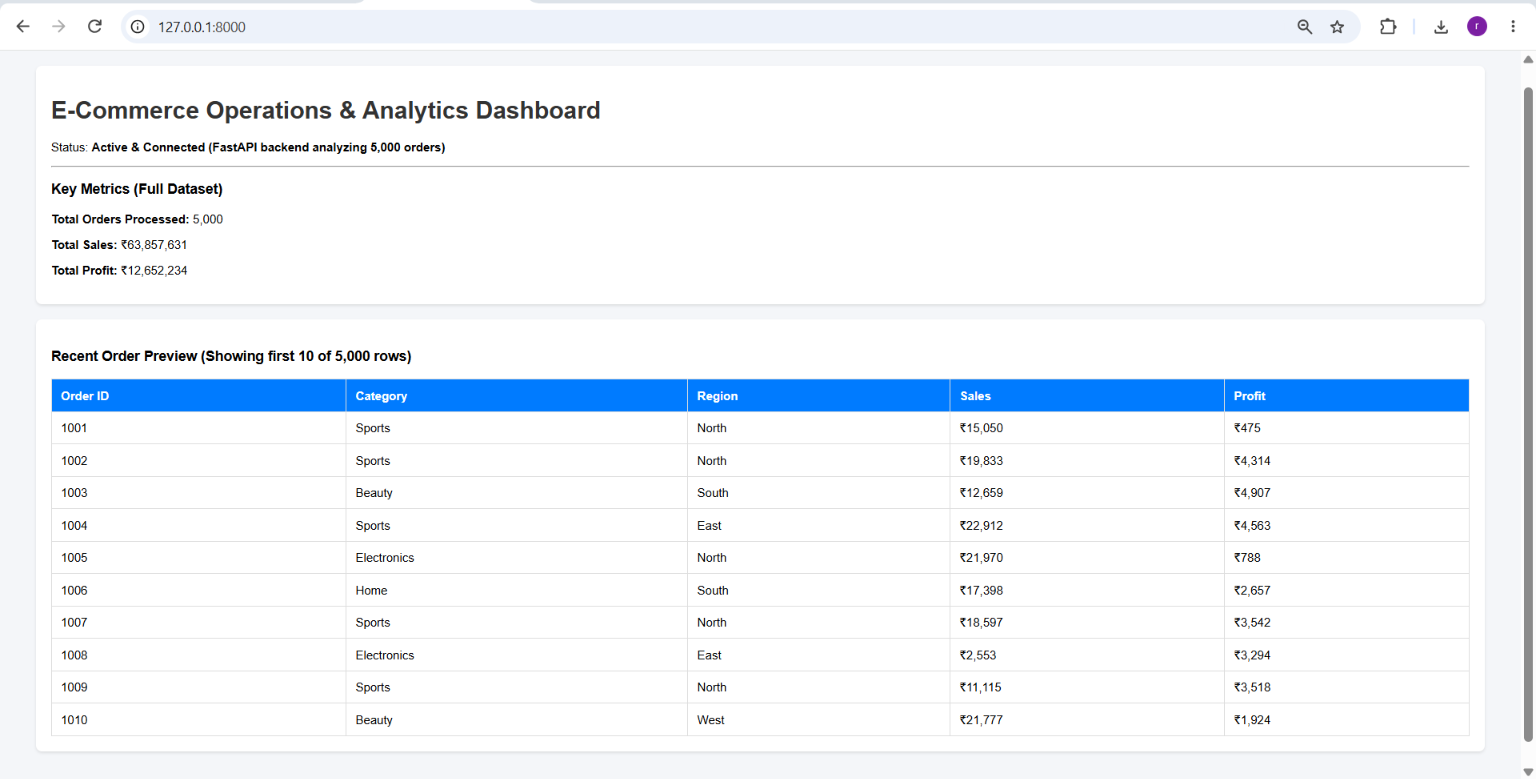 127.0.0.1:8000
r
E-Commerce Operations & Analytics Dashboard
Status: Active & Connected (FastAPI backend analyzing 5,000 orders)
Key Metrics (Full Dataset)
Total Orders Processed: 5,000
Total Sales: ₹63,857,631
Total Profit: ₹12,652,234
Recent Order Preview (Showing first 10 of 5,000 rows)
Order ID Category Region Sales Profit
1001 Sports North ₹15,050 ₹475
1002 Sports North ₹19,833 ₹4,314
1003 Beauty South ₹12,659 ₹4,907
1004 Sports East ₹22,912 ₹4,563
1005 Electronics North ₹21,970 ₹788
1006 Home South ₹17,398 ₹2,657
1007 Sports North ₹18,597 ₹3,542
1008 Electronics East ₹2,553 ₹3,294
1009 Sports North ₹11,115 ₹3,518
1010 Beauty West ₹21,777 ₹1,924